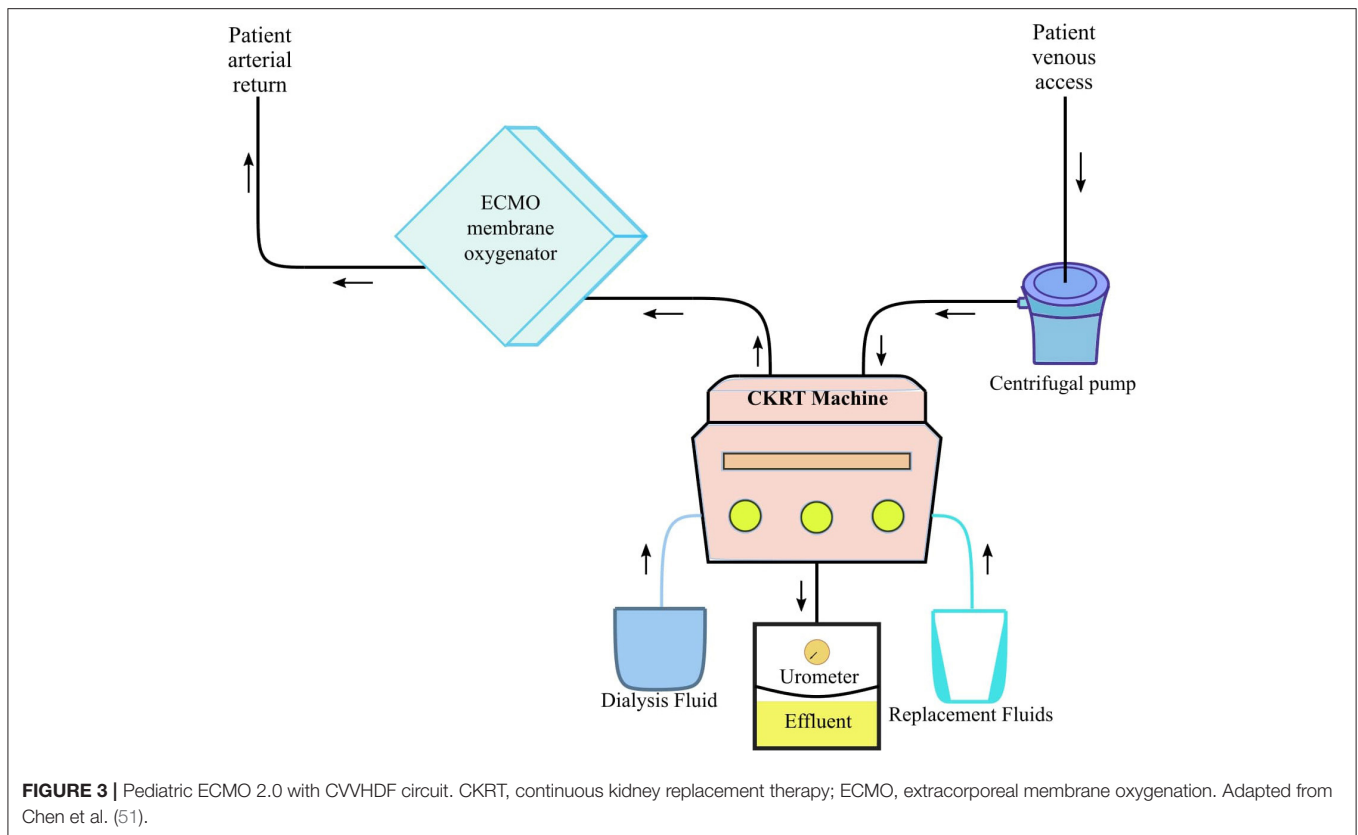 Patient
arterial
return
Patient
venous
access
ECMO
membrane
oxygenator
Centrifugal pump
CKRT Machine
Dialysis Fluid
Urometer
Effluent
Replacement Fluids
FIGURE 3 | Pediatric ECMO 2.0 with CVVHDF circuit. CKRT, continuous kidney replacement therapy; ECMO, extracorporeal membrane oxygenation. Adapted from
Chen et al. (51).